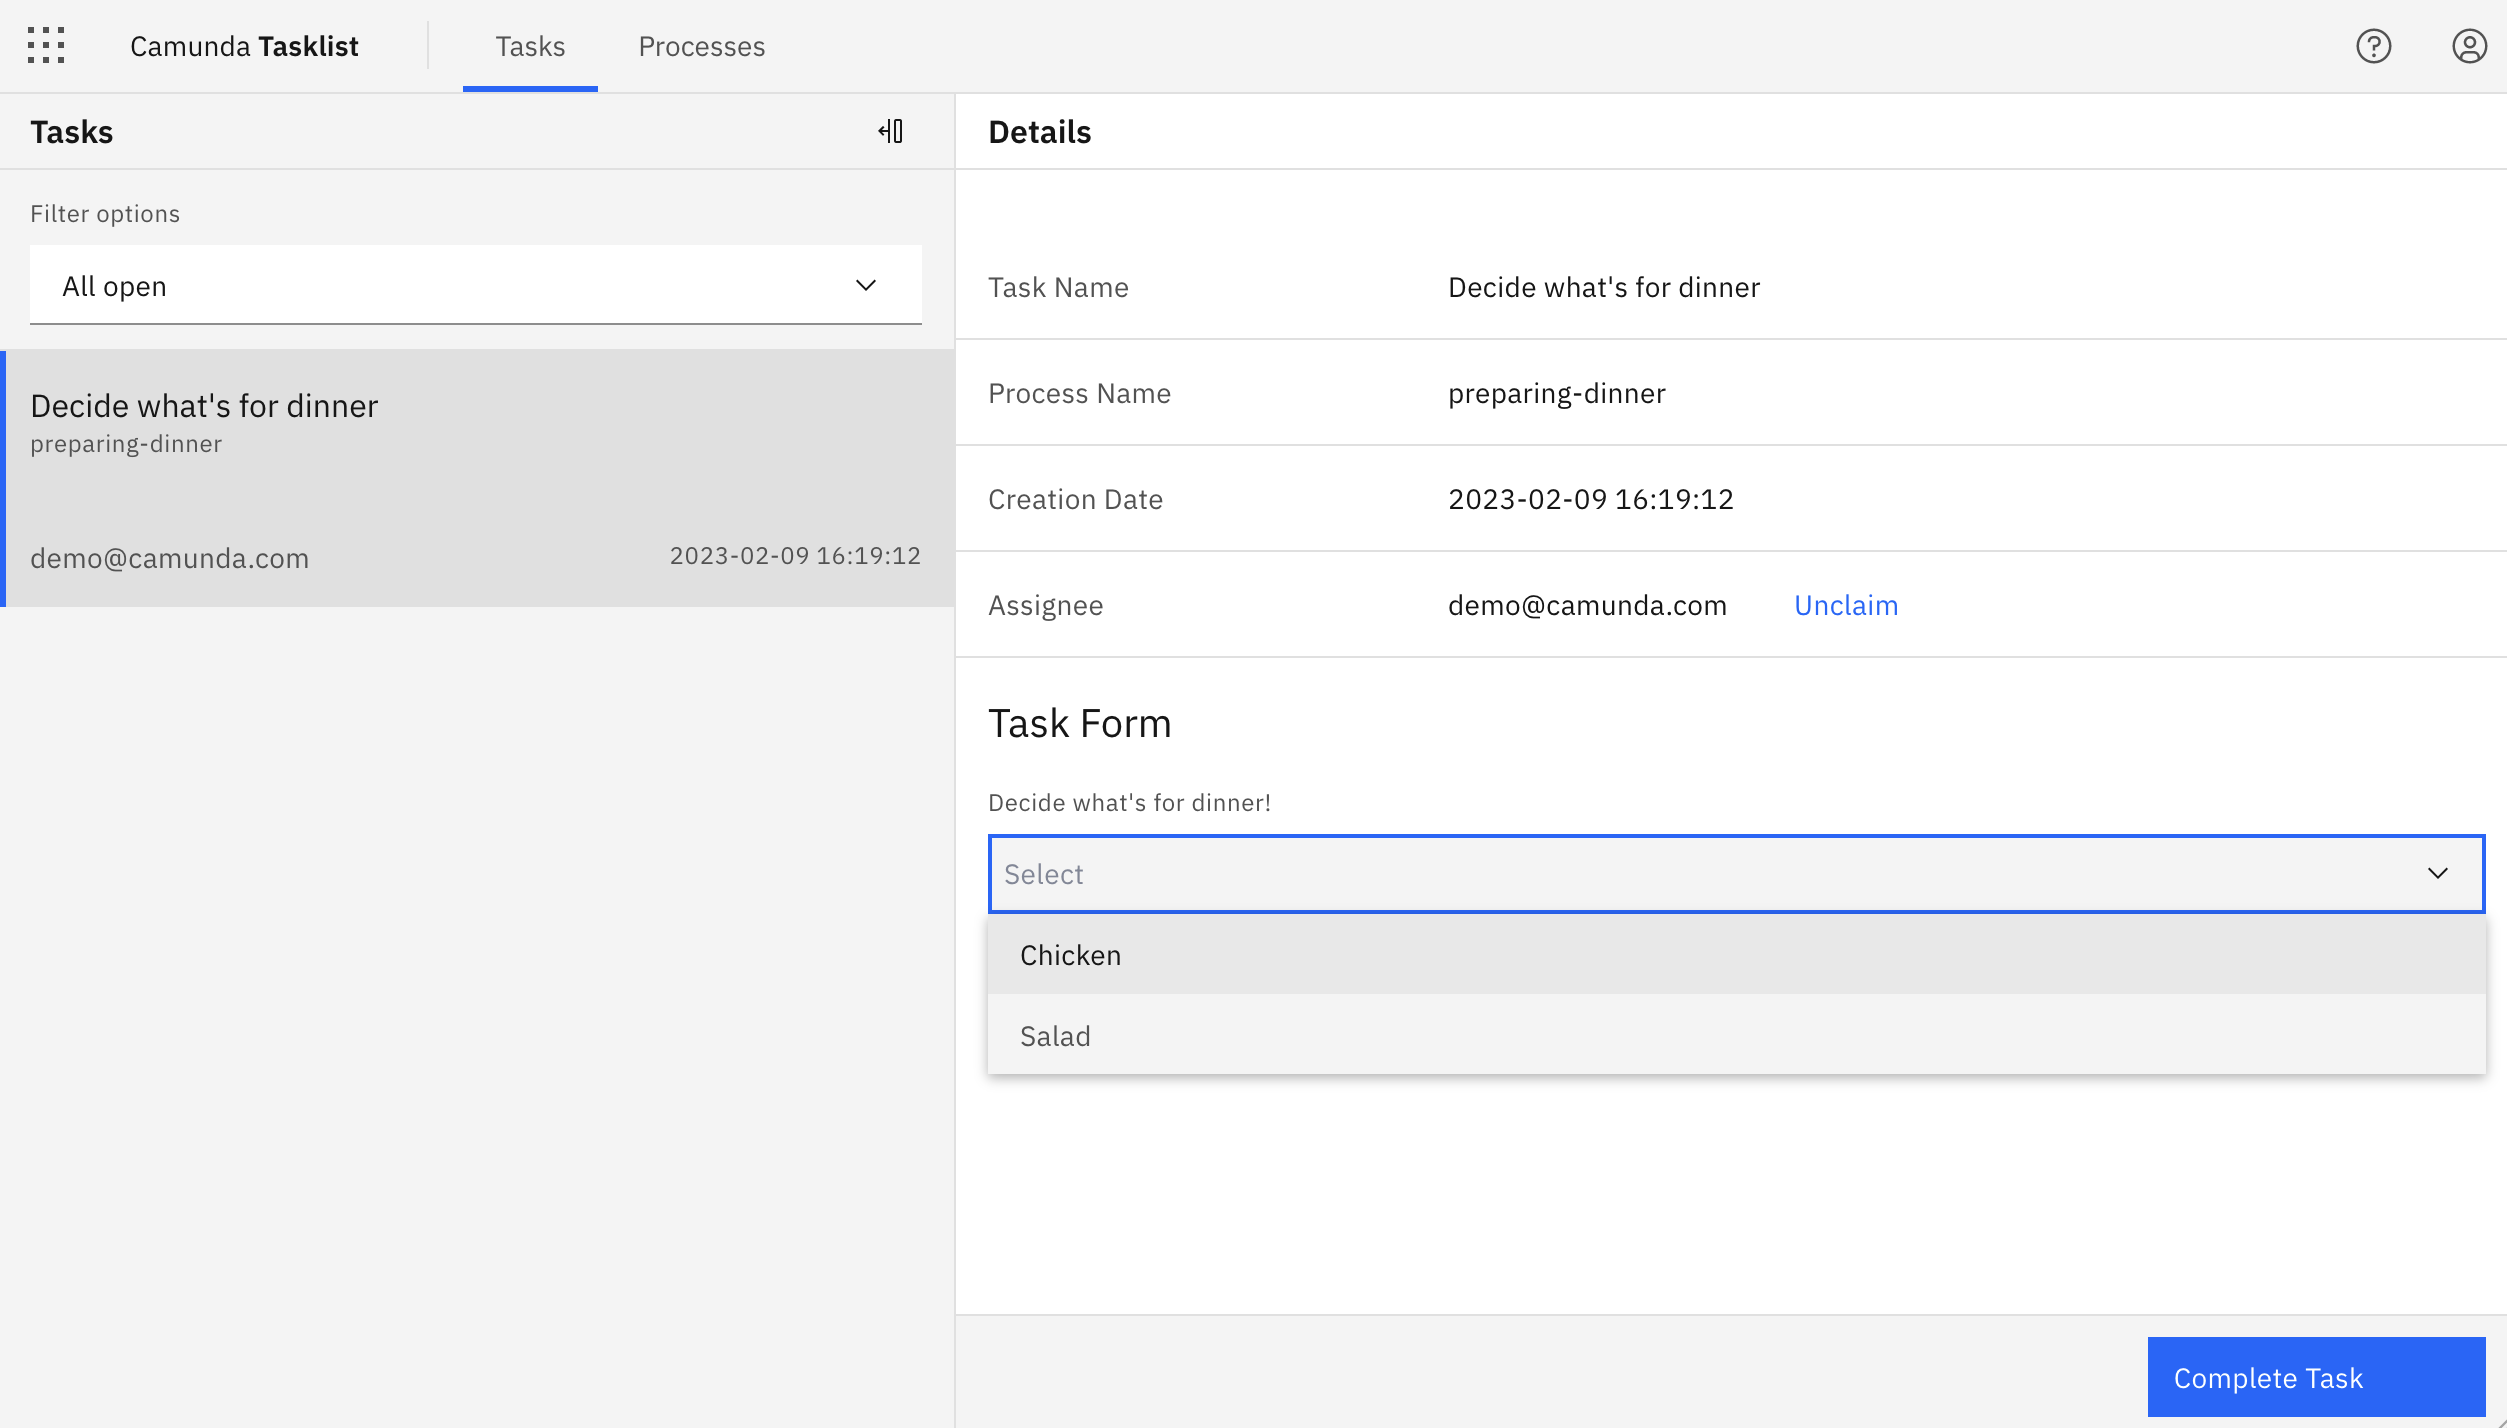 Camunda Tasklist
Tasks
Processes
Tasks
Filter options
All open
Decide what's for dinner
preparing-dinner
demo@camunda.com
2023-02-09 16:19:12
Details
Task Name
Decide what's for dinner
Process Name
preparing-dinner
Creation Date
2023-02-09 16:19:12
Assignee
demo@camunda.com
Unclaim
Task Form
Decide what's for dinner!
Select
Chicken
Salad
Complete Task